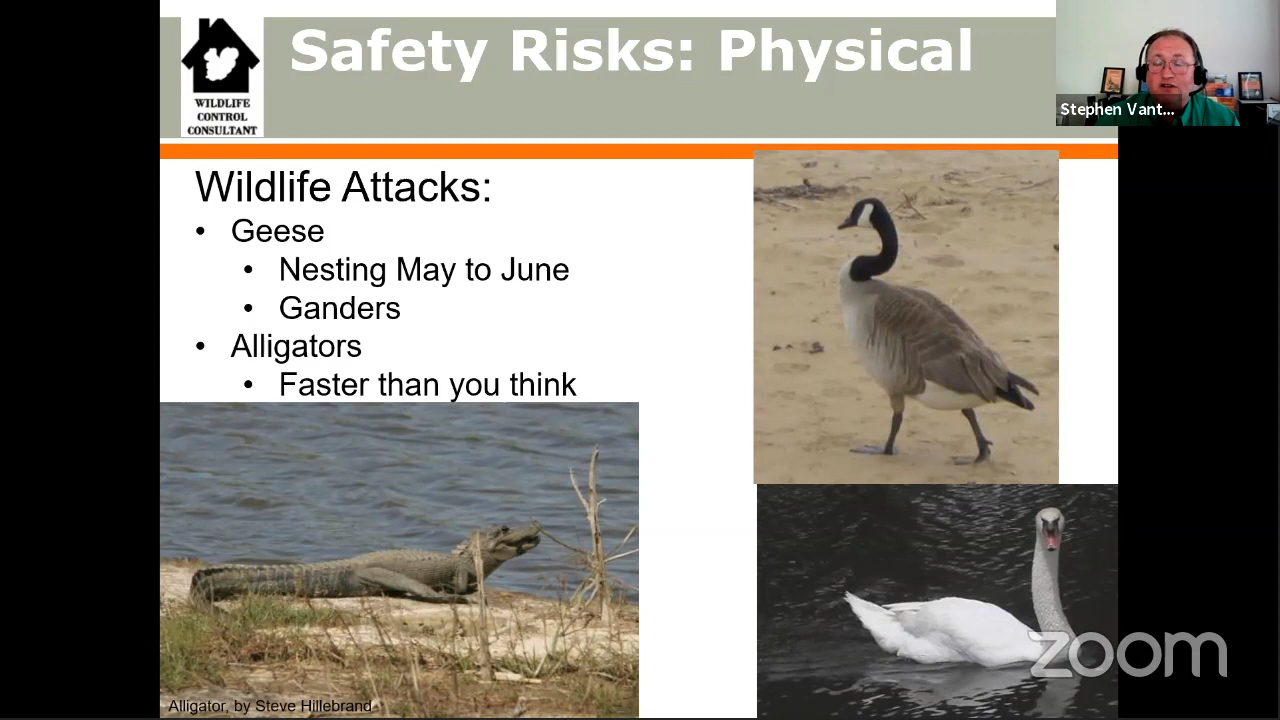 Safety Risks: Physical
WILDLIFE
CONTROL
CONSULTANT
Stephen Vant...
Wildlife Attacks:
• Geese
• Nesting May to June
• Ganders
• Alligators
• Faster than you think
Alligator, by Steve Hillebrand
zoom